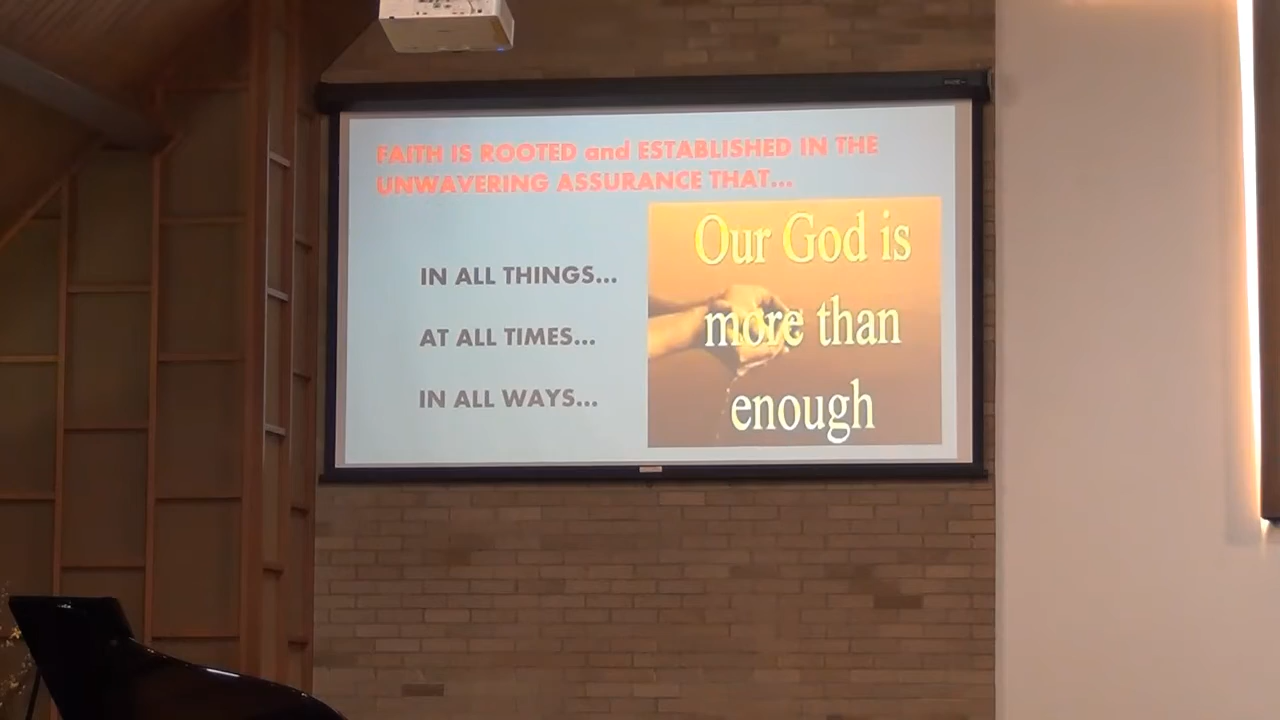 FAITH IS ROOTED and ESTABLISHED IN THE
UNWAVERING ASSURANCE THAT...
IN ALL THINGS...
AT ALL TIMES...
IN ALL WAYS...
Our God is
more than
enough